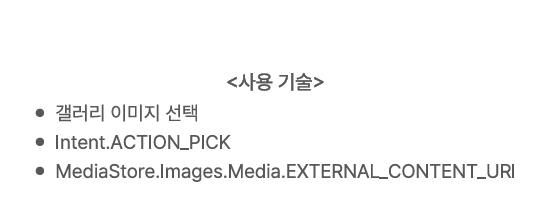 <사용 기술>
• 갤러리 이미지 선택
• Intent.ACTION_PICK
• MediaStore.Images.Media.EXTERNAL_CONTENT_URI